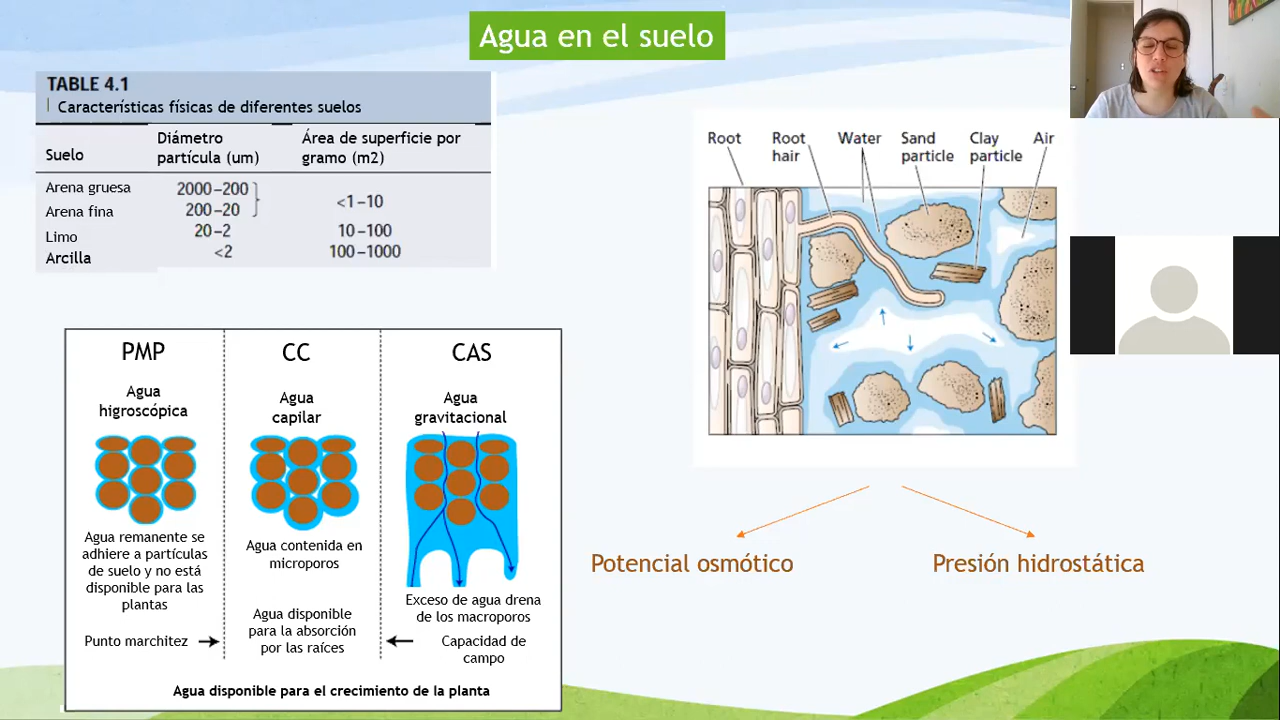 Agua en el suelo
TABLE 4.1
Características físicas de diferentes suelos
Suelo
Diámetro
partícula (um)
Área de superficie por
gramo (m2)
Arena gruesa
2000–200
Arena fina
200–20
<1–10
Limo
20–2
10–100
Arcilla
<2
100–1000
Root
Root
hair
Water
Sand
particle
Clay
particle
Air
PMP
CC
CAS
Agua
higroscópica
Agua
capilar
Agua
gravitacional
Agua remanente se
adhiere a partículas
de suelo y no está
disponible para las
plantas
Agua contenida en
microporos
Exceso de agua drena
de los macroporos
Agua disponible
para la absorción
por las raíces
Punto marchitez
Capacidad de
campo
Agua disponible para el crecimiento de la planta
Potencial osmótico
Presión hidrostática